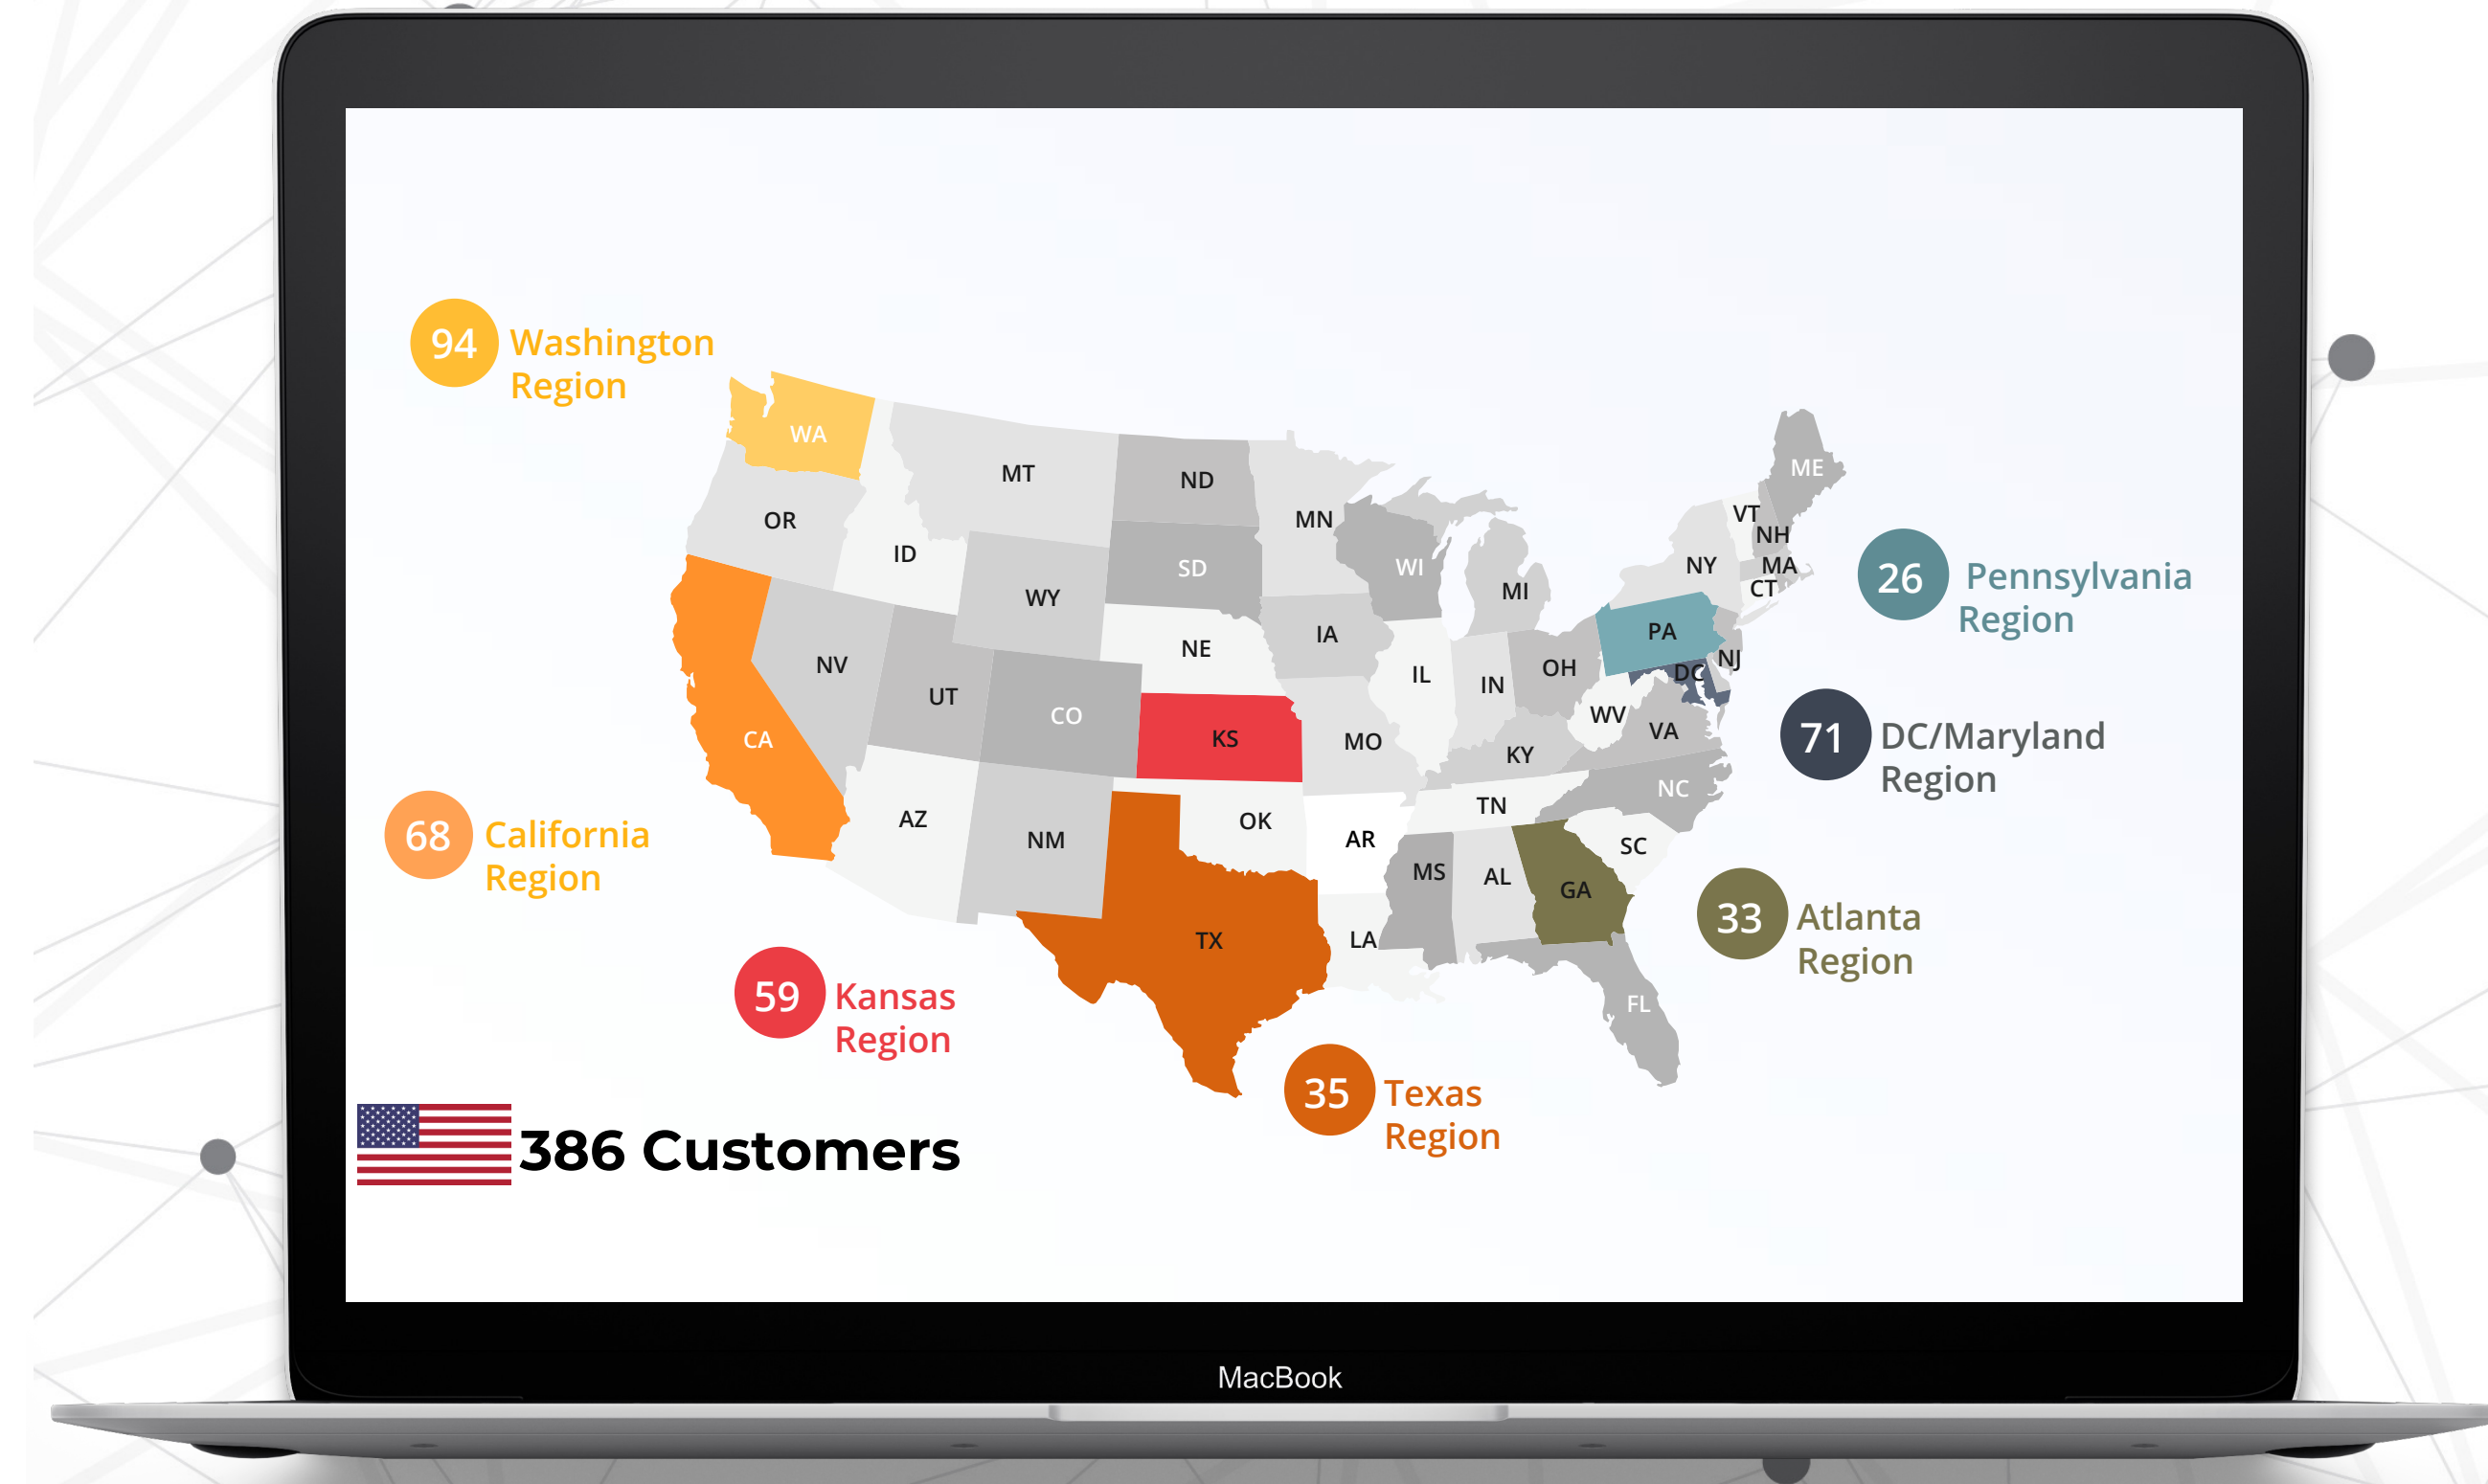 94 Washington
Region
WA
MT
ND
ME
OR
MN
VT
NH
ID
SD
WI
NY
MA
CT
26 Pennsylvania
Region
WY
MI
IA
PA
NE
NV
IL
IN
OH
DC
NJ
UT
CO
WV
VA
CA
KS
MO
KY
71 DC/Maryland
Region
NC
68 California
Region
AZ
NM
OK
AR
TN
SC
MS
AL
GA
33 Atlanta
Region
TX
LA
FL
59 Kansas
Region
35 Texas
Region
386 Customers
MacBook